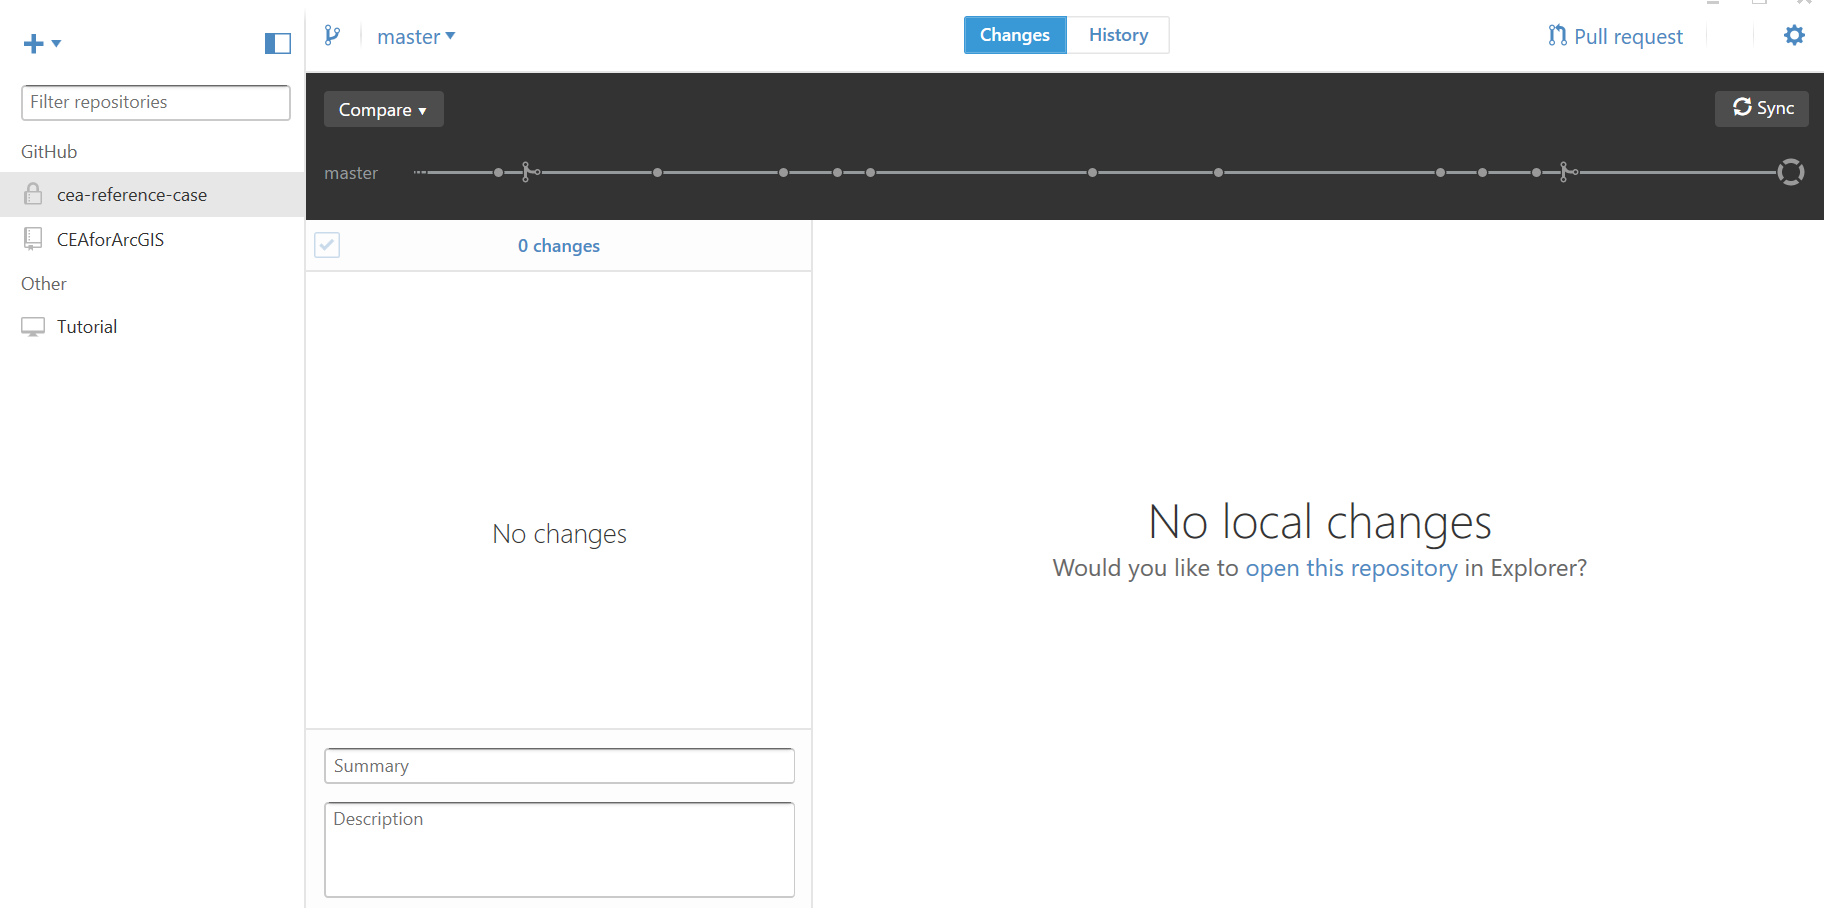 master
Changes
History
Pull request
Filter repositories
Compare
Sync
GitHub
master
cea-reference-case
CEAforArcGIS
0 changes
Other
Tutorial
No changes
No local changes
Would you like to open this repository in Explorer?
Summary
Description